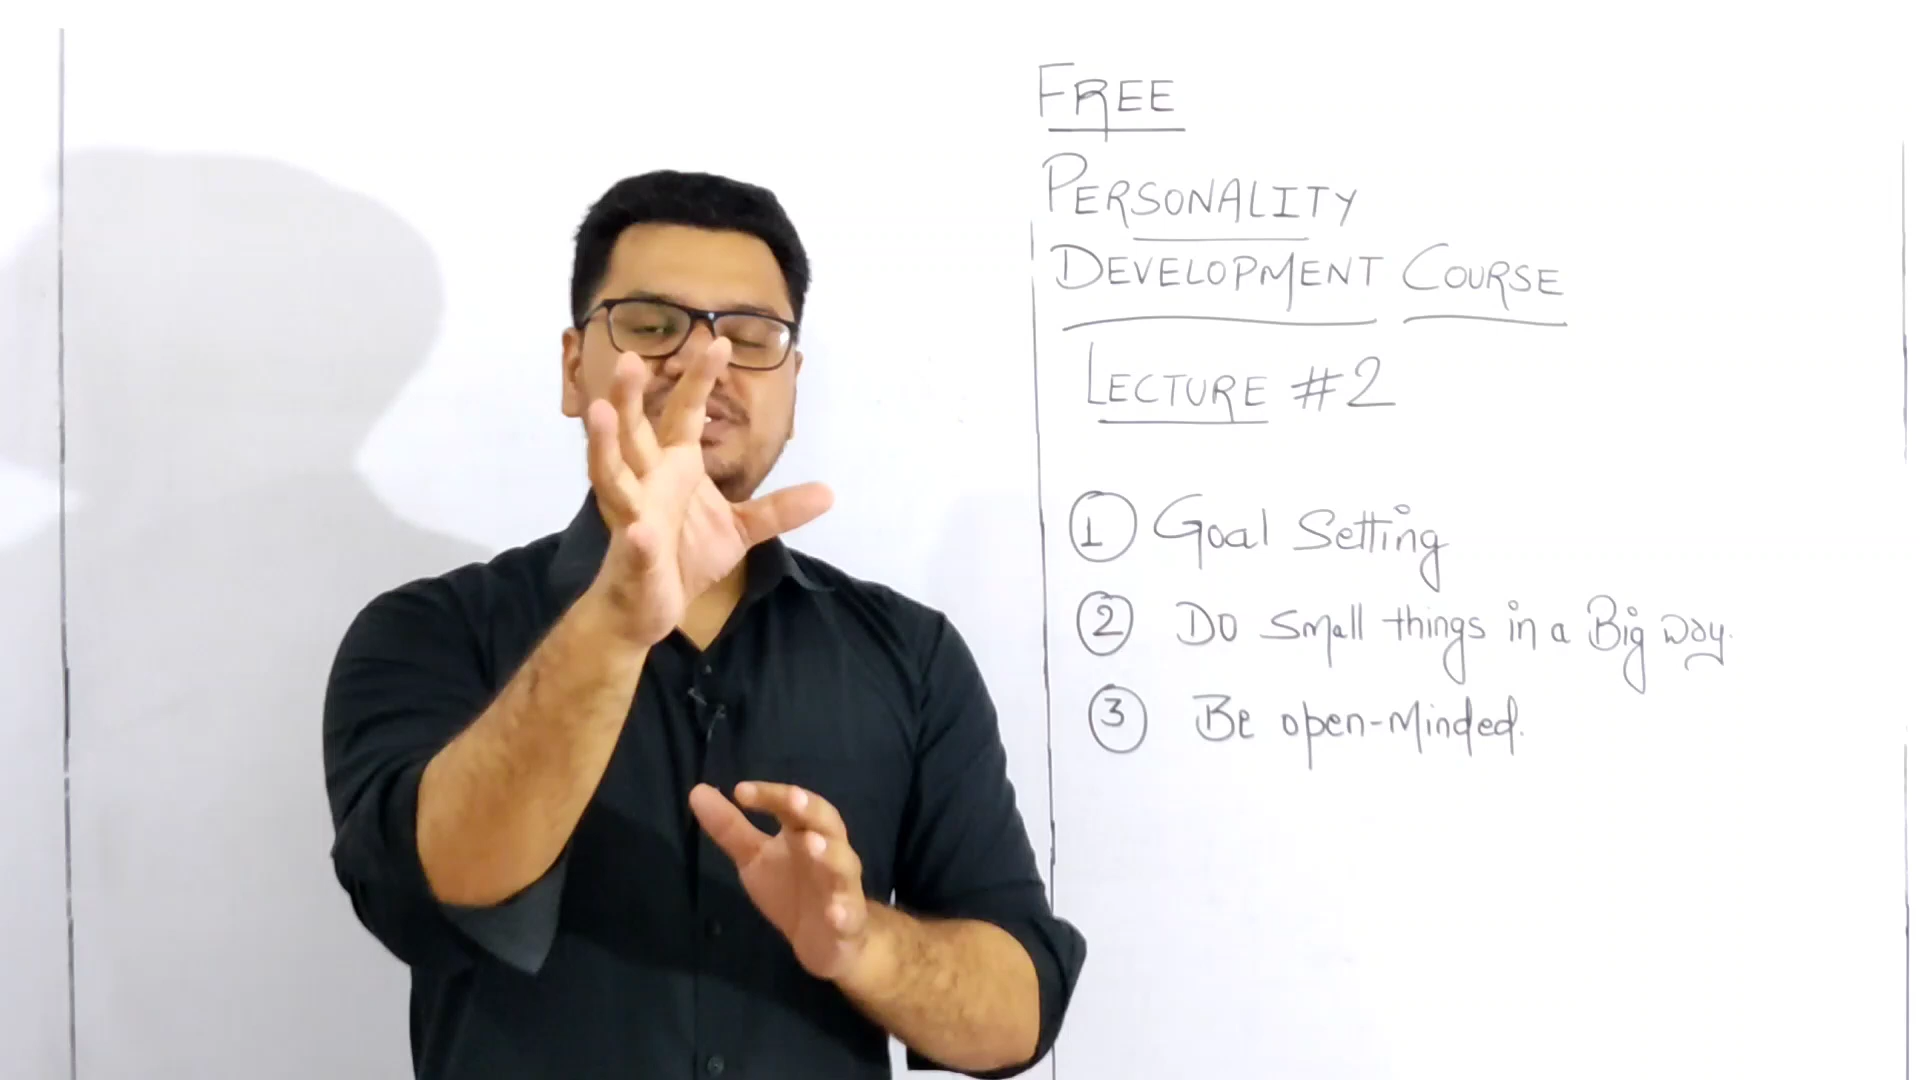 FREE
PERSONALITY
DEVELOPMENT COURSE
LECTURE #2
1 Goal Setting
2 Do Small things in a Big way.
3 Be open-Minded.